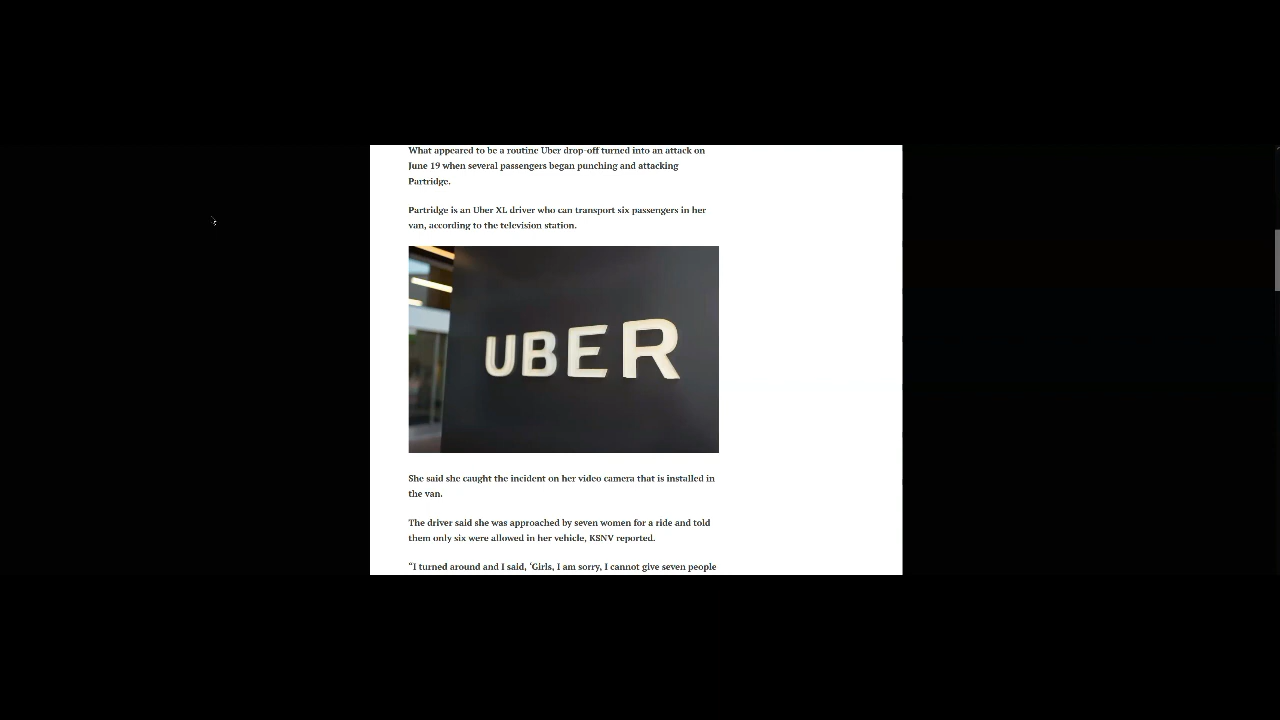 What appeared to be a routine Uber drop-off turned into an attack on
June 19 when several passengers began punching and attacking
Partridge.
Partridge is an Uber XL driver who can transport six passengers in her
van, according to the television station.
UBER
She said she caught the incident on her video camera that is installed in
the van.
The driver said she was approached by seven women for a ride and told
them only six were allowed in her vehicle, KSNV reported.
“I turned around and I said, ‘Girls, I am sorry, I cannot give seven people